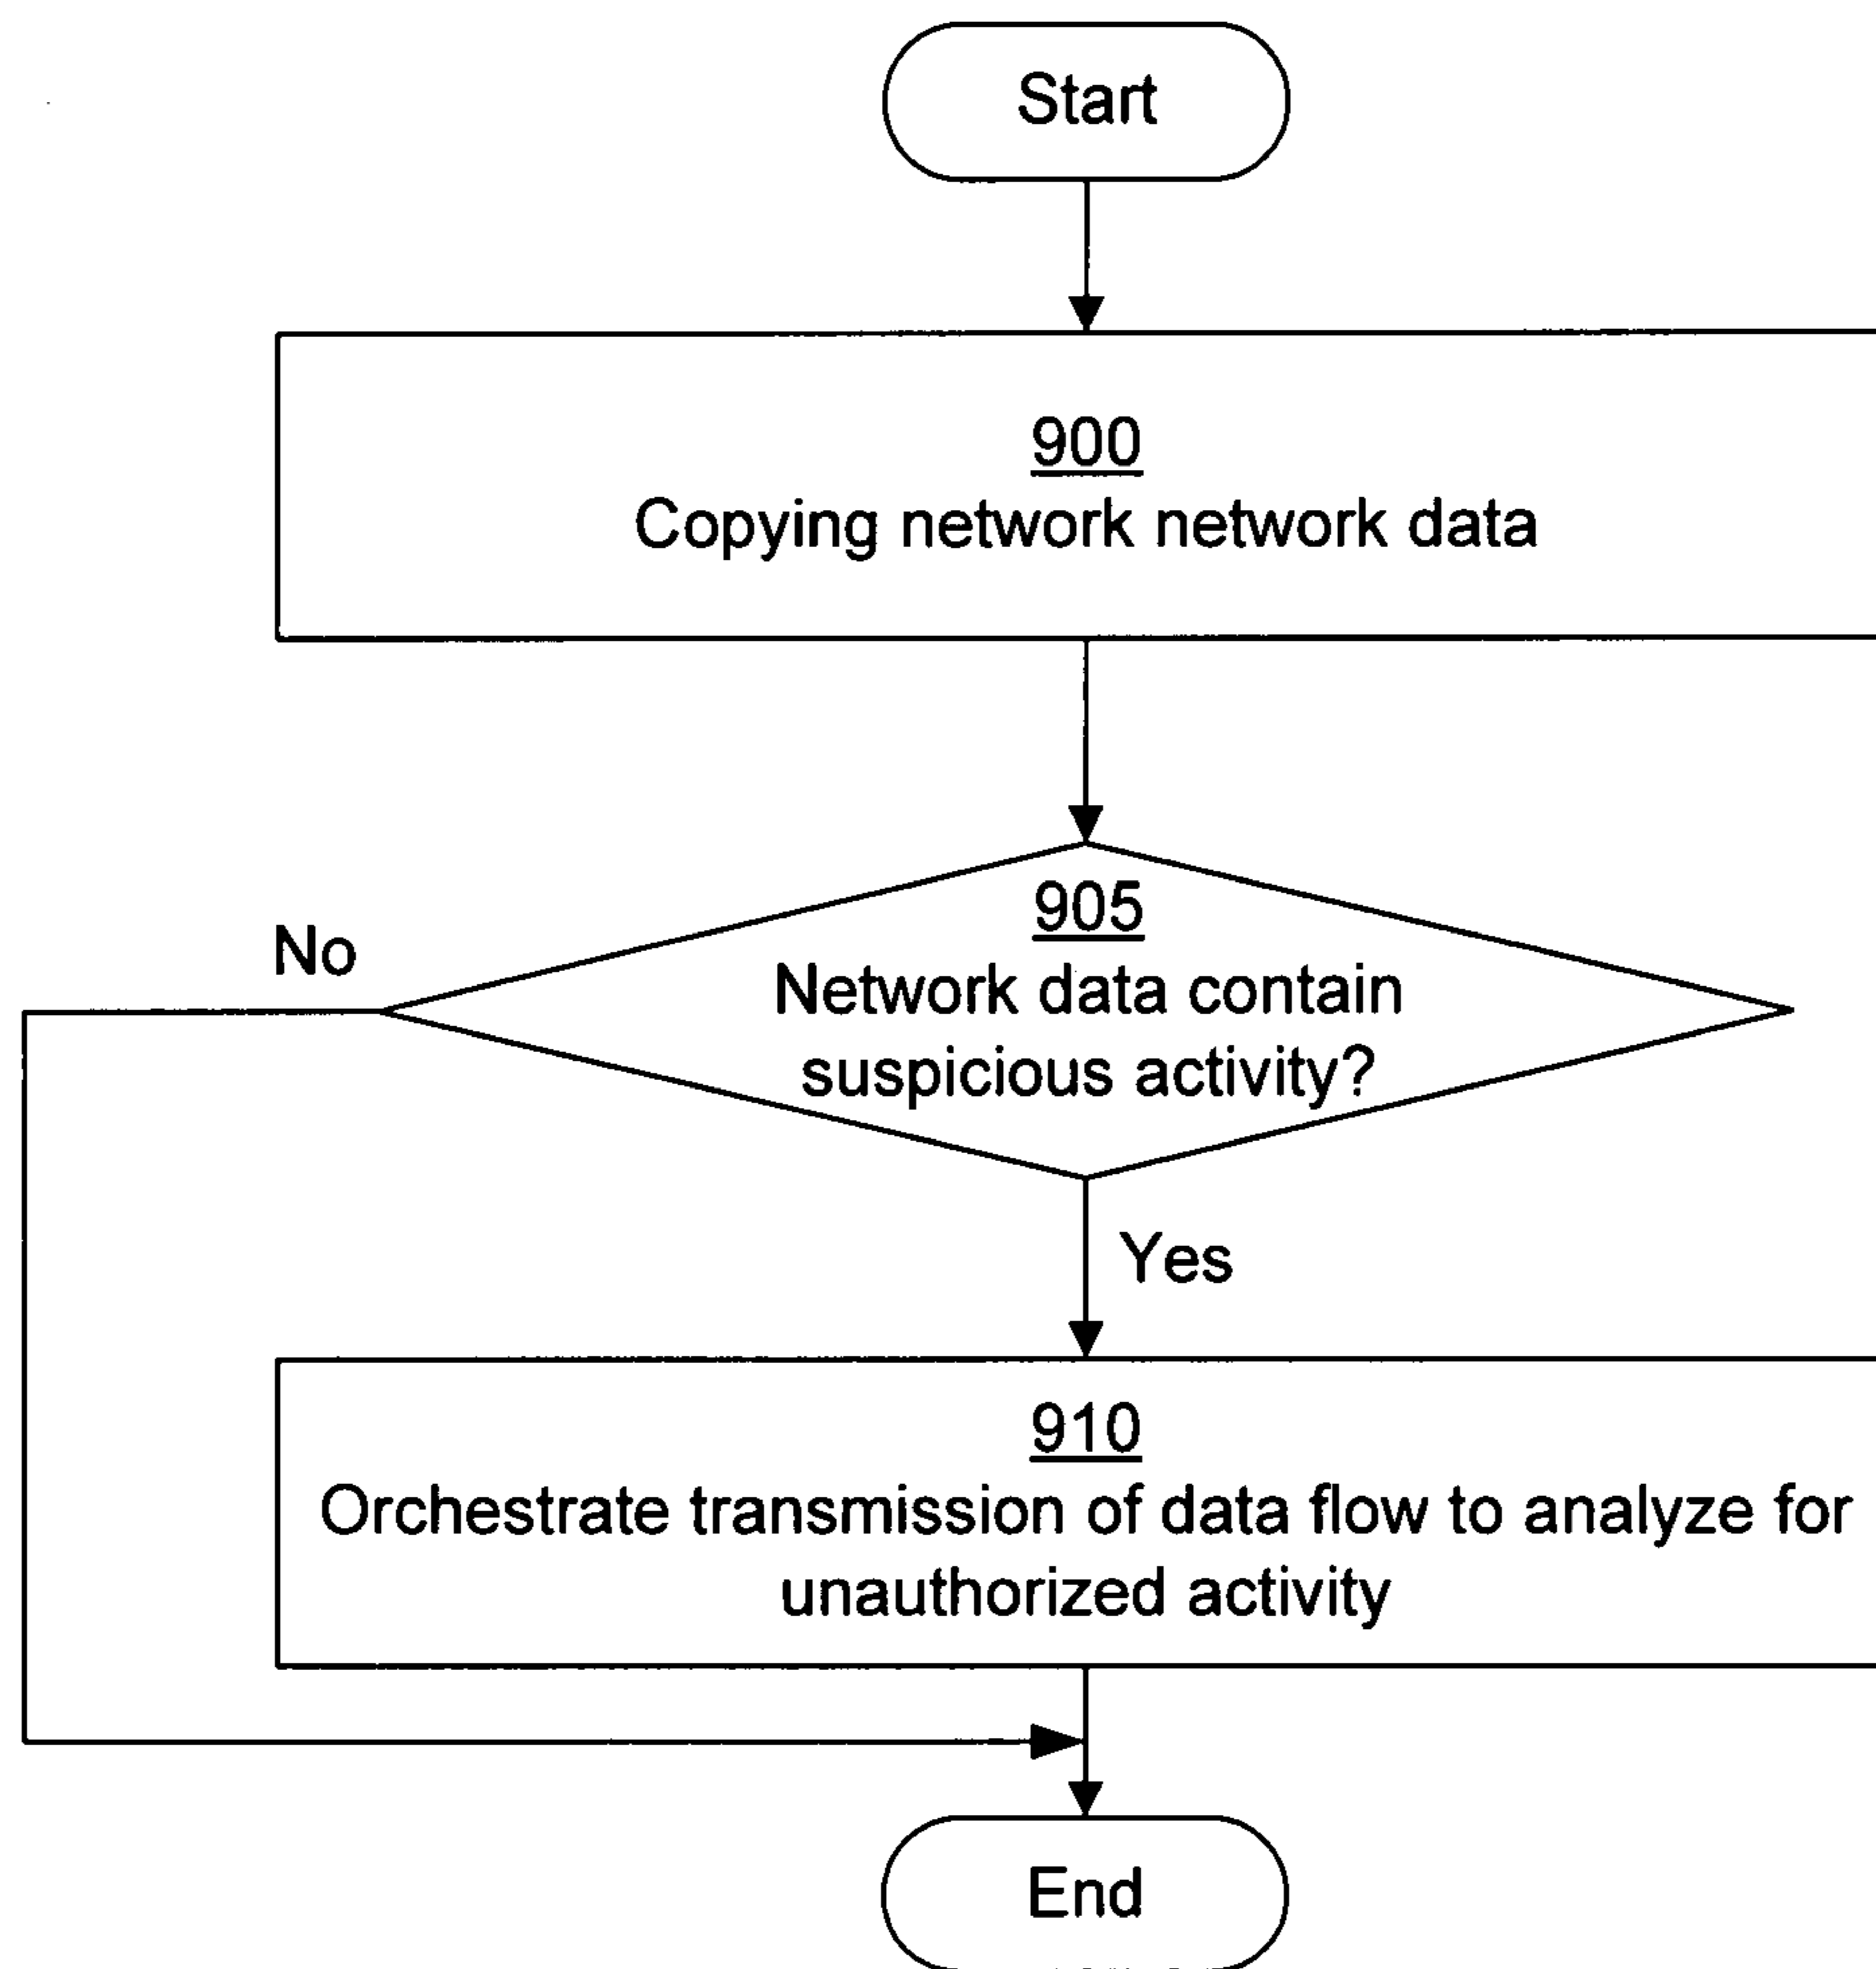 Start
900
Copying network network data
905
Network data contain
suspicious activity?
No
Yes
910
Orchestrate transmission of data flow to analyze for
unauthorized activity
End